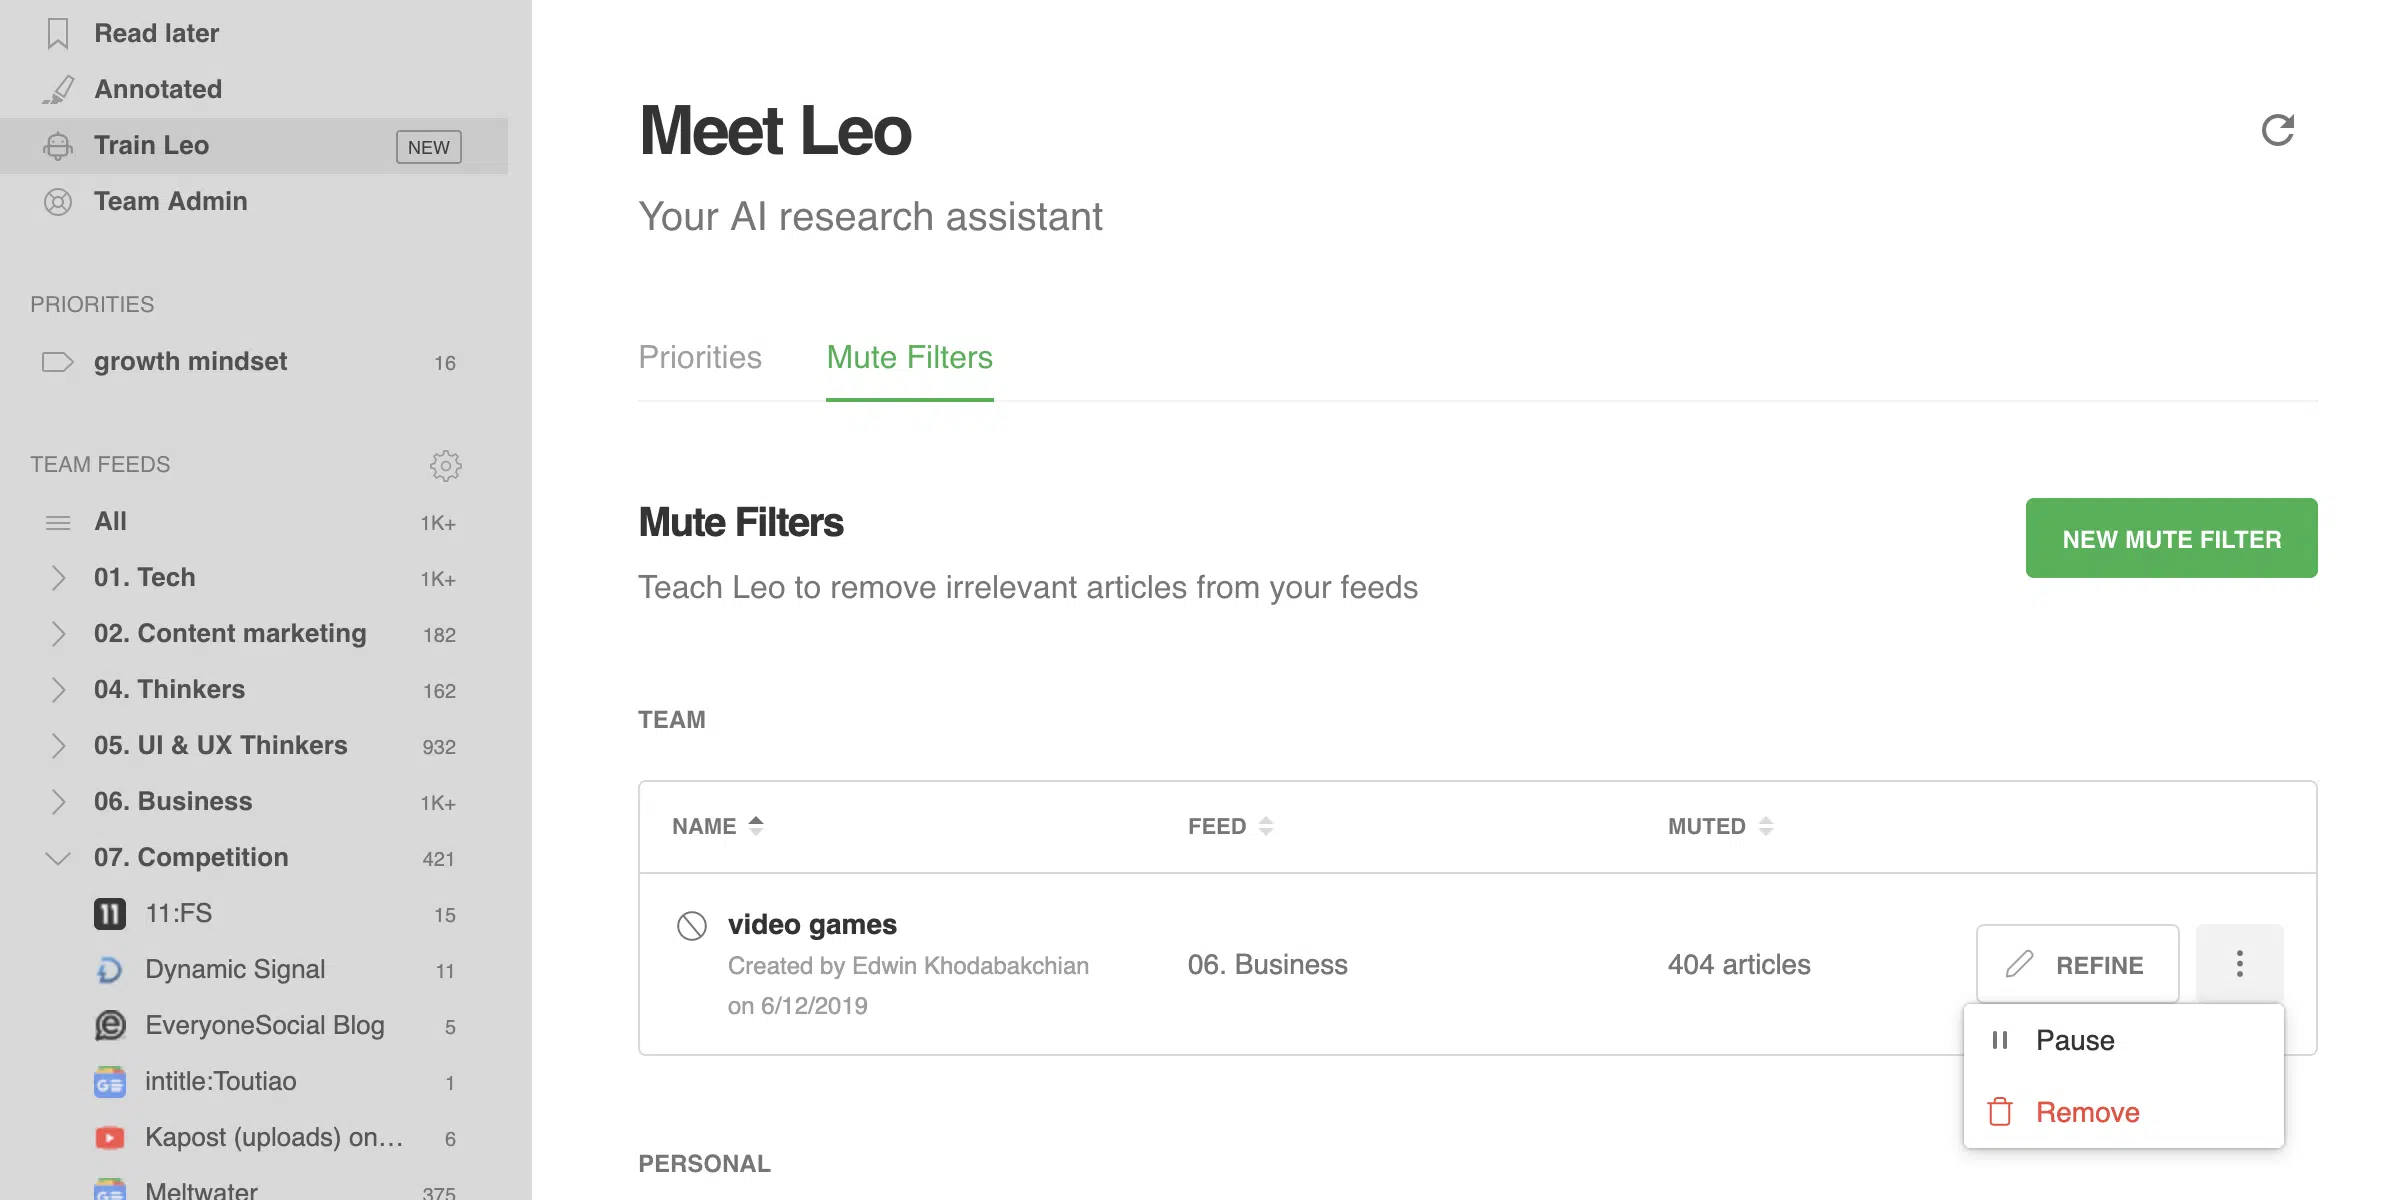 Read later
Annotated
Train Leo NEW
Team Admin
PRIORITIES
growth mindset 16
TEAM FEEDS
All 1K+
01. Tech 1K+
02. Content marketing 182
04. Thinkers 162
05. UI & UX Thinkers 932
06. Business 1K+
07. Competition 421
11:FS 15
Dynamic Signal 11
EveryoneSocial Blog 5
intitle:Toutiao 1
Kapost (uploads) on… 6
Meltwater 375
Meet Leo
Your AI research assistant
Priorities Mute Filters
Mute Filters
NEW MUTE FILTER
Teach Leo to remove irrelevant articles from your feeds
TEAM
NAME FEED MUTED
video games
Created by Edwin Khodabakchian
on 6/12/2019
06. Business
404 articles
REFINE
Pause
Remove
PERSONAL